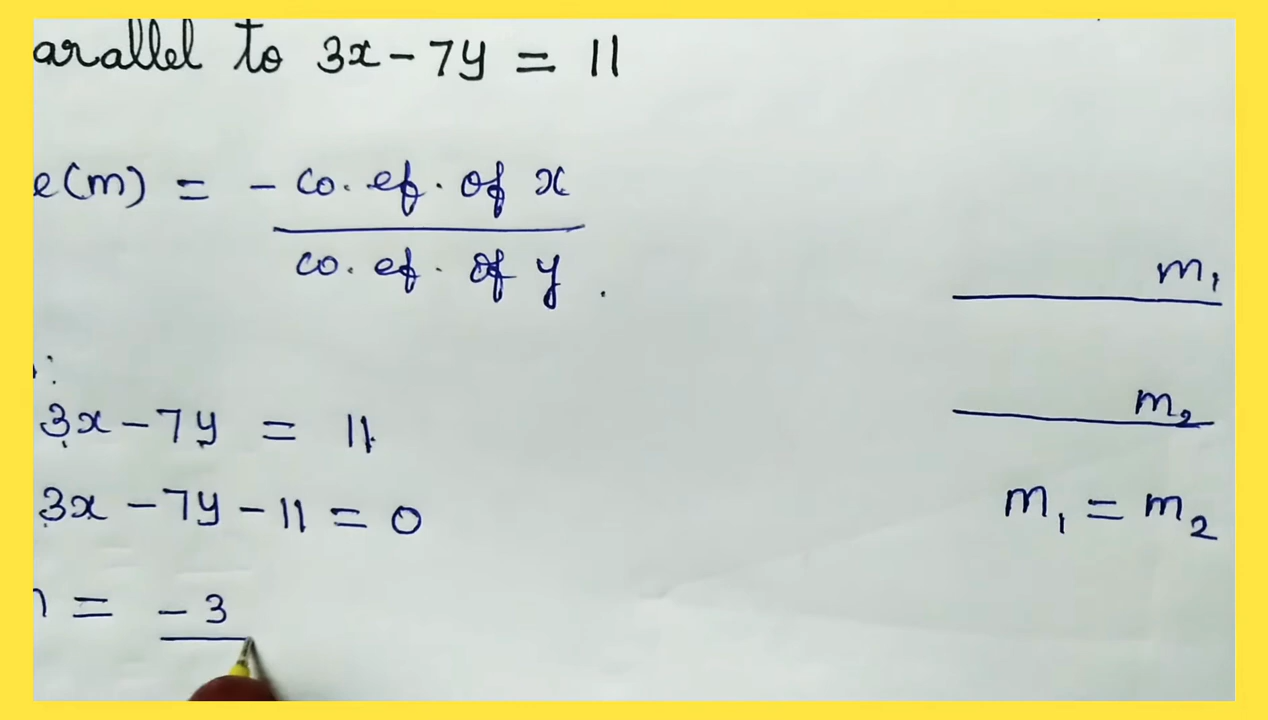 arallel to 3x - 7y = 11
e(m) = - co. ef. of x
co. ef. of y .
m₁
m₂
3x - 7y = 11
3x - 7y - 11 = 0
m₁ = m₂
= - 3